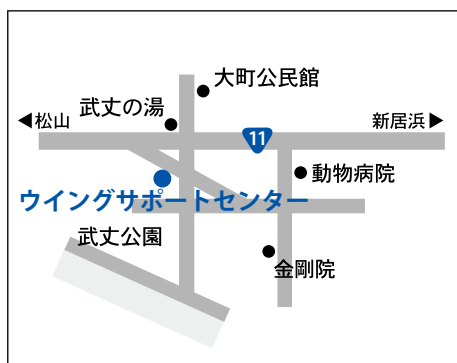 大町公民館
武丈の湯
◀松山
11
新居浜▶
動物病院
ウイングサポートセンター
武丈公園
金剛院